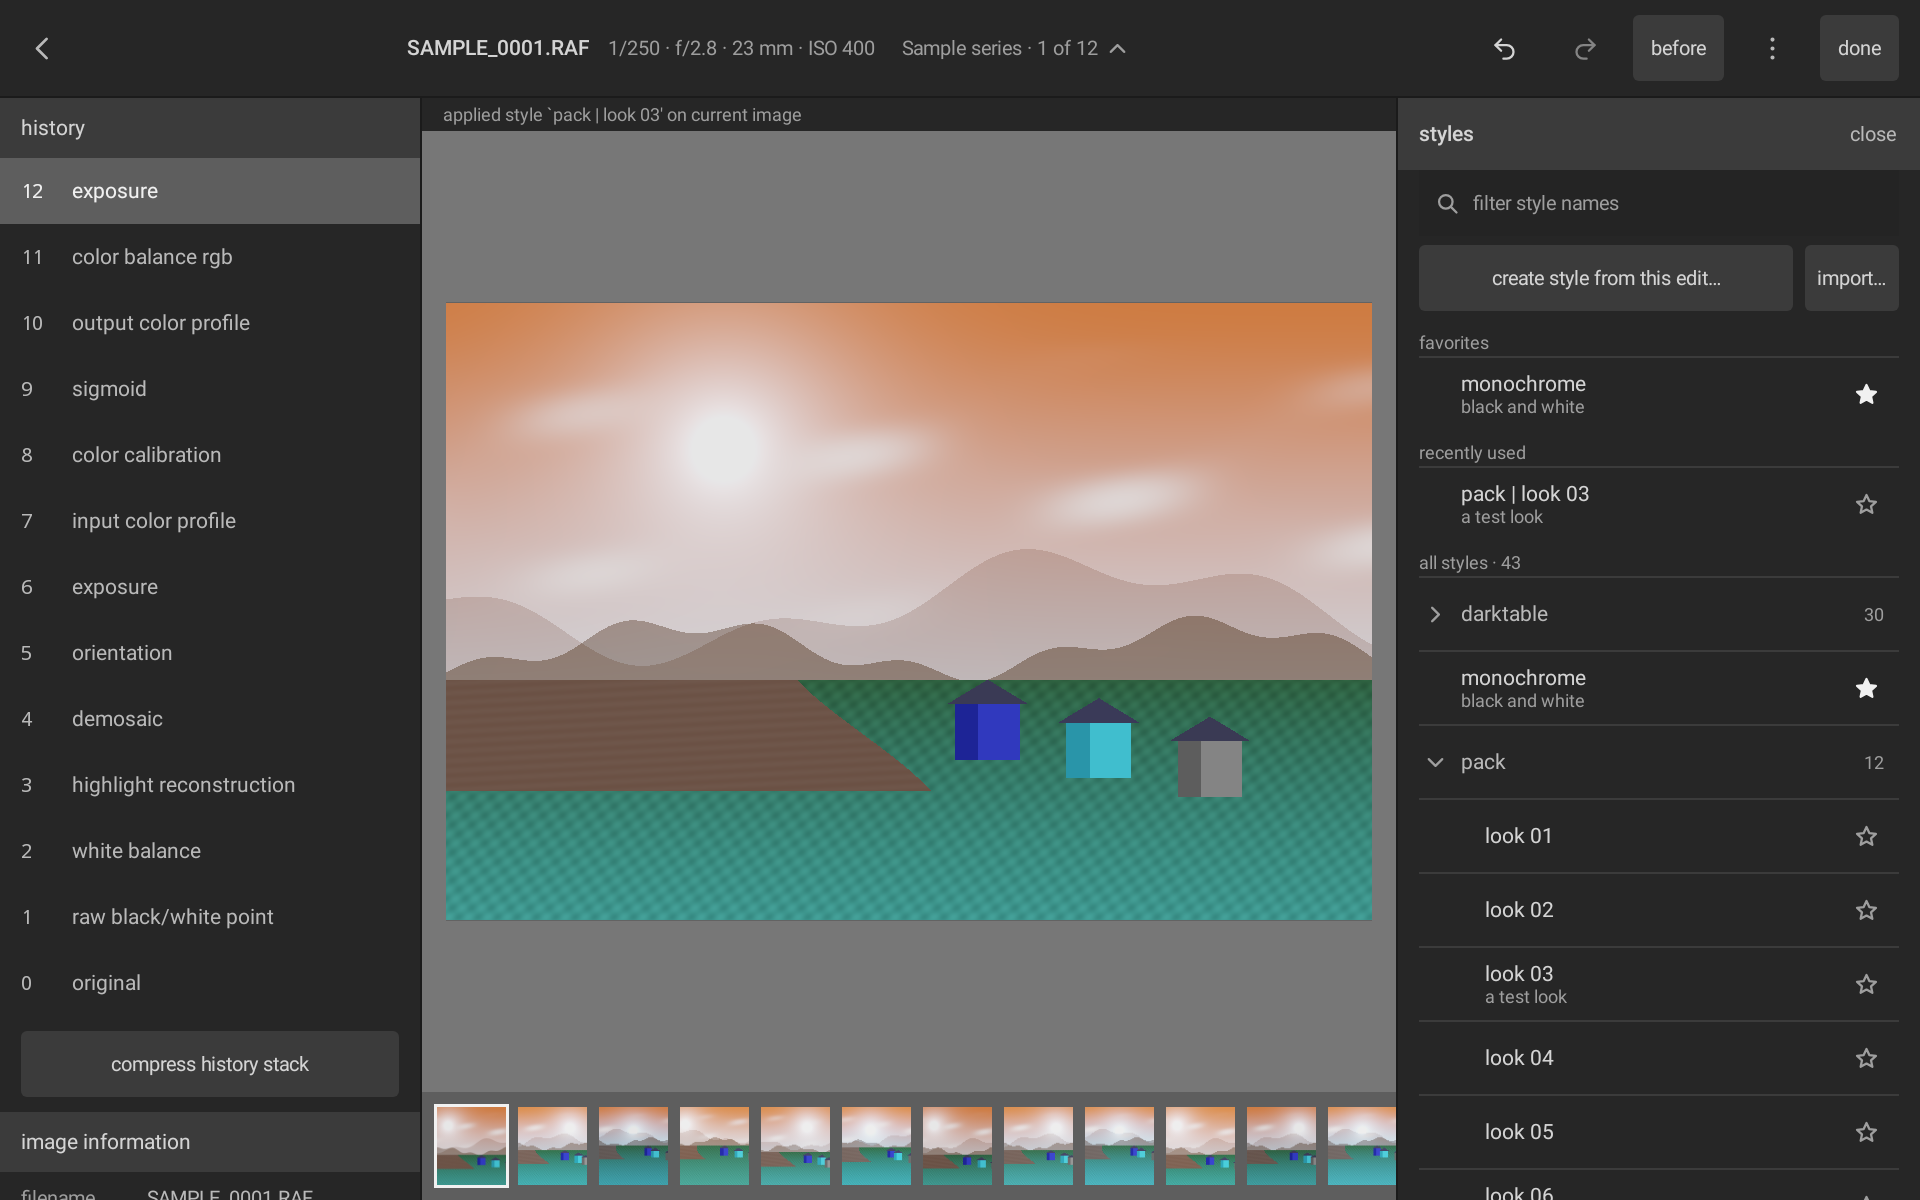 SAMPLE_0001.RAF 1/250 · f/2.8 · 23 mm · ISO 400 Sample series · 1 of 12
before
done
history
12 exposure
11 color balance rgb
10 output color profile
9 sigmoid
8 color calibration
7 input color profile
6 exposure
5 orientation
4 demosaic
3 highlight reconstruction
2 white balance
1 raw black/white point
0 original
compress history stack
image information
filename SAMPLE_0001.RAF
applied style `pack | look 03' on current image
styles close
filter style names
create style from this edit... import...
favorites
monochrome
black and white
recently used
pack | look 03
a test look
all styles · 43
darktable 30
monochrome
black and white
pack 12
look 01
look 02
look 03
a test look
look 04
look 05
look 06